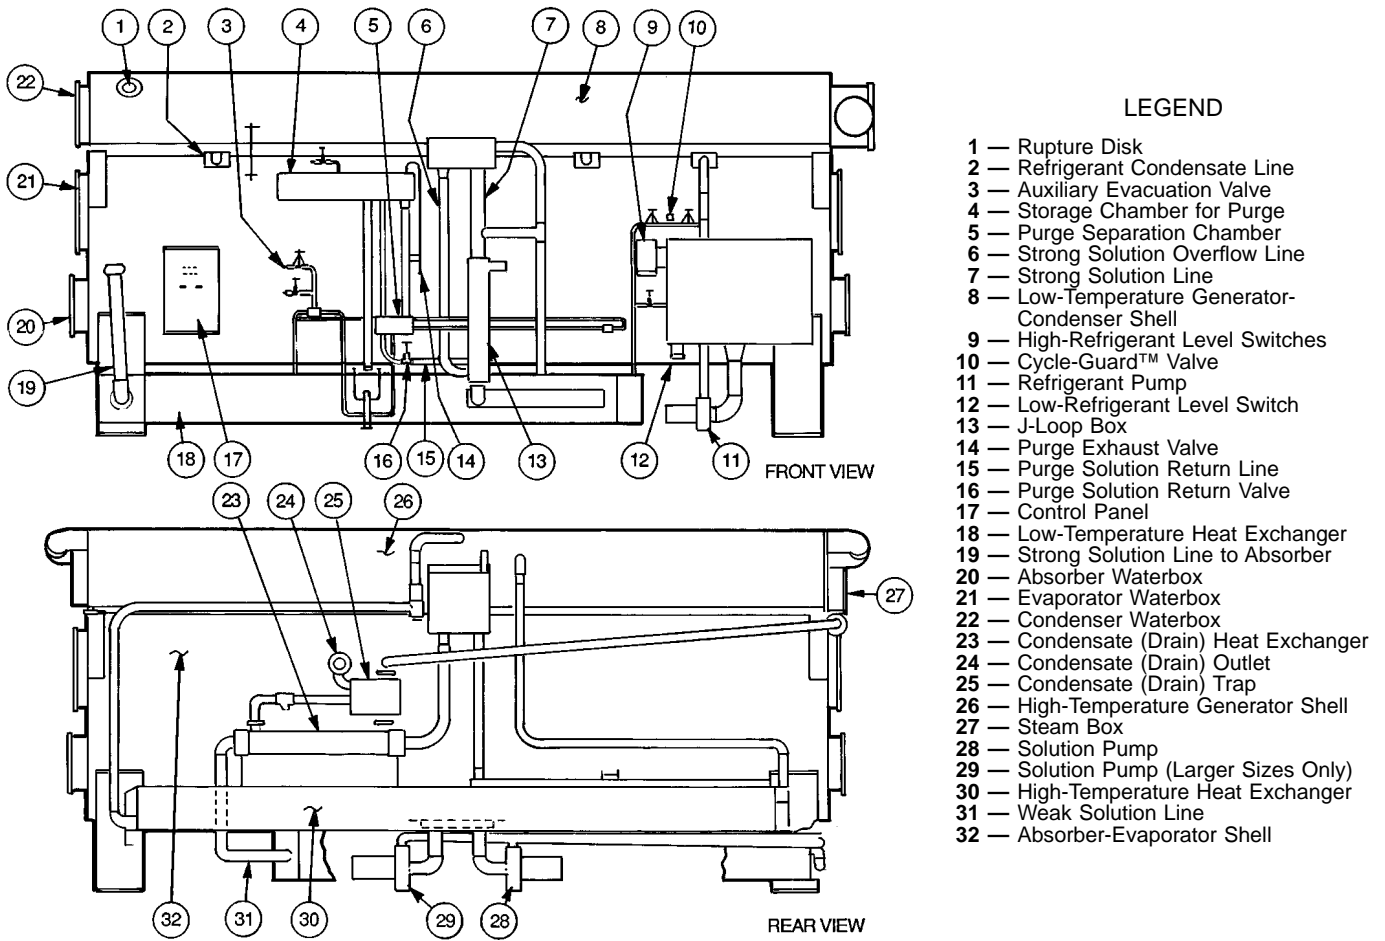 1 2 3 4 5 6 7 8 9 10
22
21
20
19
18 17 16 15 14 13 12 11
FRONT VIEW
23 24 25 26
27
32 31 30 29 28
REAR VIEW
LEGEND
1 — Rupture Disk
2 — Refrigerant Condensate Line
3 — Auxiliary Evacuation Valve
4 — Storage Chamber for Purge
5 — Purge Separation Chamber
6 — Strong Solution Overflow Line
7 — Strong Solution Line
8 — Low-Temperature Generator-
Condenser Shell
9 — High-Refrigerant Level Switches
10 — Cycle-Guard™ Valve
11 — Refrigerant Pump
12 — Low-Refrigerant Level Switch
13 — J-Loop Box
14 — Purge Exhaust Valve
15 — Purge Solution Return Line
16 — Purge Solution Return Valve
17 — Control Panel
18 — Low-Temperature Heat Exchanger
19 — Strong Solution Line to Absorber
20 — Absorber Waterbox
21 — Evaporator Waterbox
22 — Condenser Waterbox
23 — Condensate (Drain) Heat Exchanger
24 — Condensate (Drain) Outlet
25 — Condensate (Drain) Trap
26 — High-Temperature Generator Shell
27 — Steam Box
28 — Solution Pump
29 — Solution Pump (Larger Sizes Only)
30 — High-Temperature Heat Exchanger
31 — Weak Solution Line
32 — Absorber-Evaporator Shell